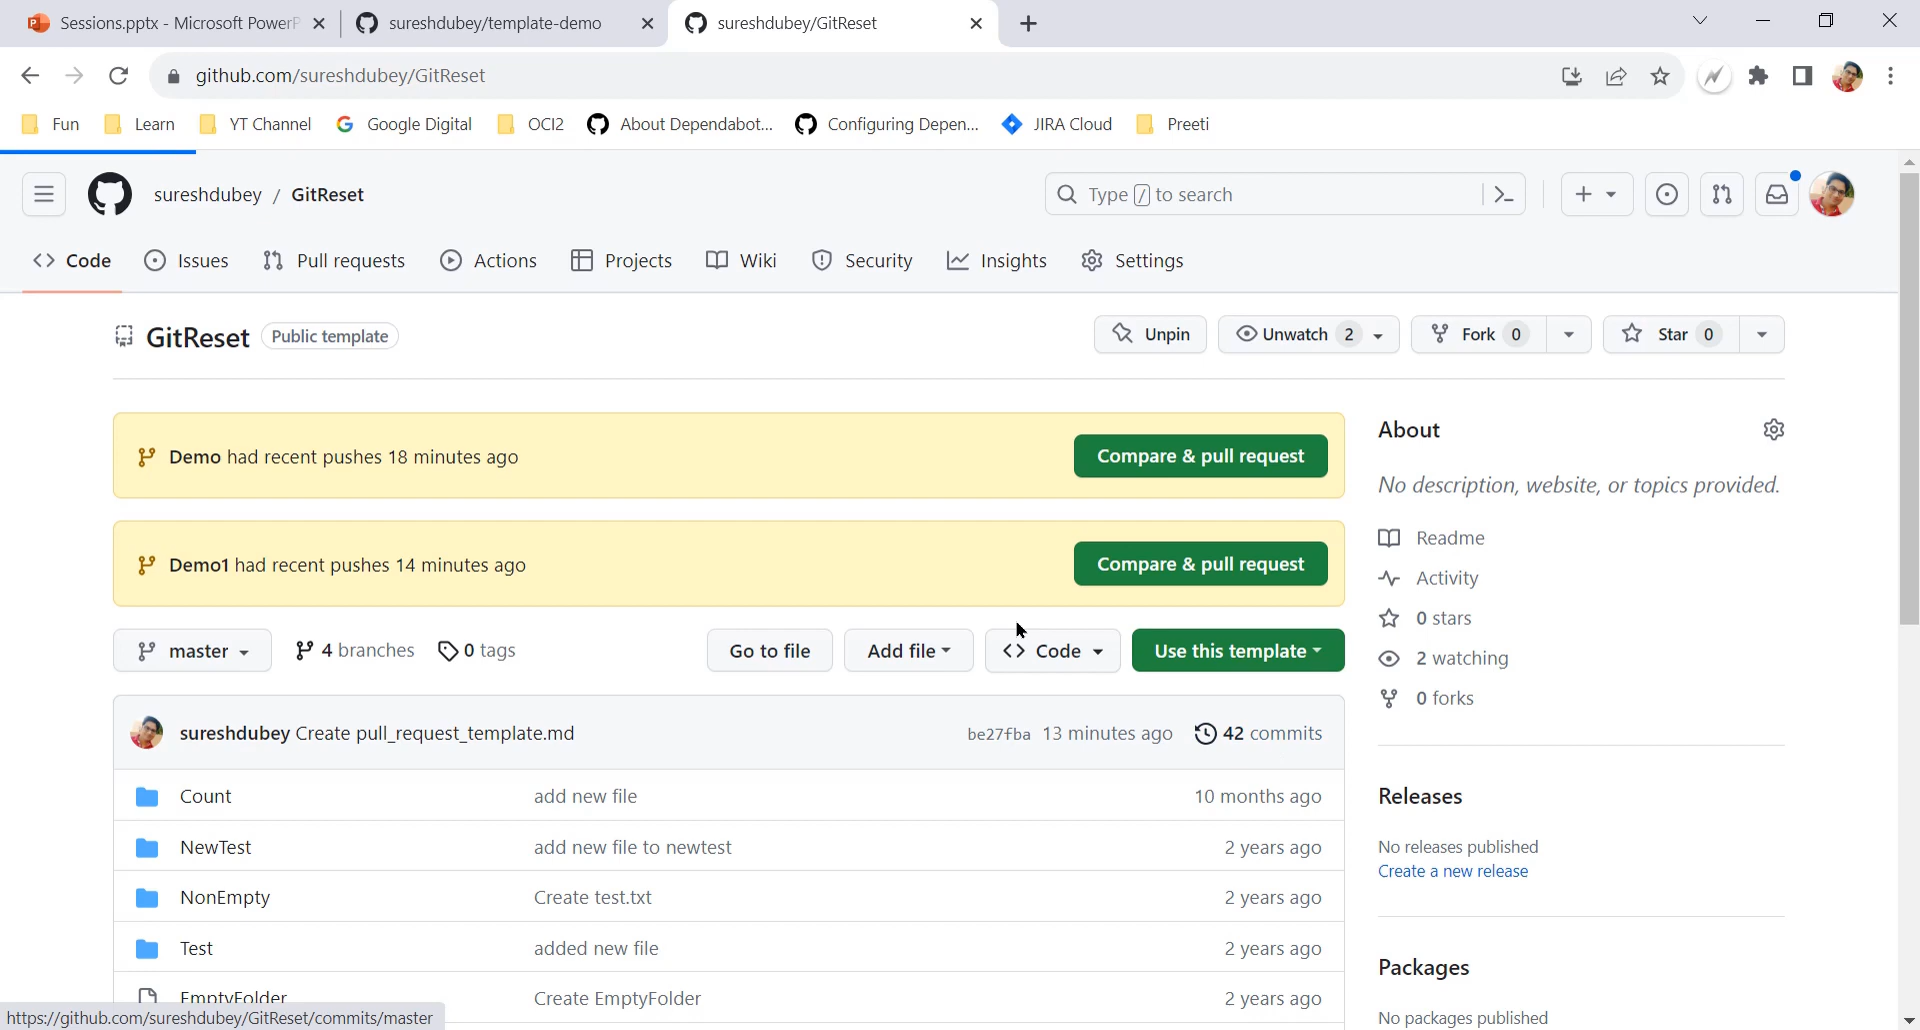 Sessions.pptx - Microsoft PowerP
sureshdubey/template-demo
sureshdubey/GitReset
github.com/sureshdubey/GitReset
Fun
Learn
YT Channel
Google Digital
OCI2
About Dependabot...
Configuring Depen...
JIRA Cloud
Preeti
sureshdubey / GitReset
Type / to search
Code
Issues
Pull requests
Actions
Projects
Wiki
Security
Insights
Settings
GitReset
Public template
Unpin
Unwatch 2
Fork 0
Star 0
Demo had recent pushes 18 minutes ago
Compare & pull request
Demo1 had recent pushes 14 minutes ago
Compare & pull request
master
4 branches
0 tags
Go to file
Add file
Code
Use this template
sureshdubey Create pull_request_template.md
be27fba 13 minutes ago
42 commits
Count add new file 10 months ago
NewTest add new file to newtest 2 years ago
NonEmpty Create test.txt 2 years ago
Test added new file 2 years ago
EmptyFolder Create EmptyFolder 2 years ago
About
No description, website, or topics provided.
Readme
Activity
0 stars
2 watching
0 forks
Releases
No releases published
Create a new release
Packages
No packages published
https://github.com/sureshdubey/GitReset/commits/master